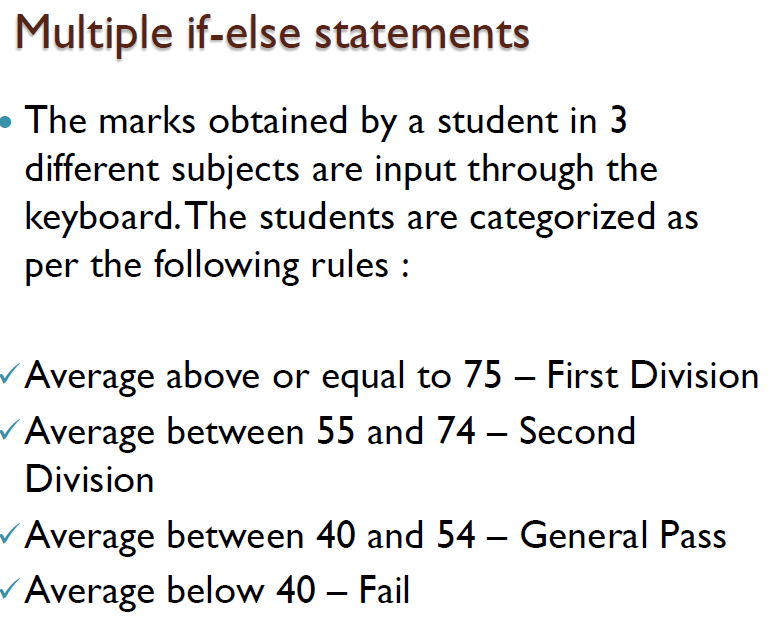 Multiple if-else statements
• The marks obtained by a student in 3
different subjects are input through the
keyboard. The students are categorized as
per the following rules :
✓ Average above or equal to 75 – First Division
✓ Average between 55 and 74 – Second
Division
✓ Average between 40 and 54 – General Pass
✓ Average below 40 – Fail